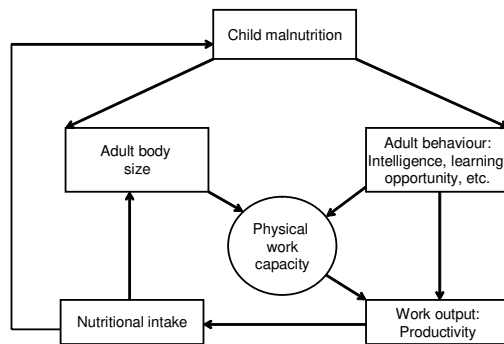 Child malnutrition
Adult body
size
Adult behaviour:
Intelligence, learning
opportunity, etc.
Physical
work
capacity
Nutritional intake
Work output:
Productivity